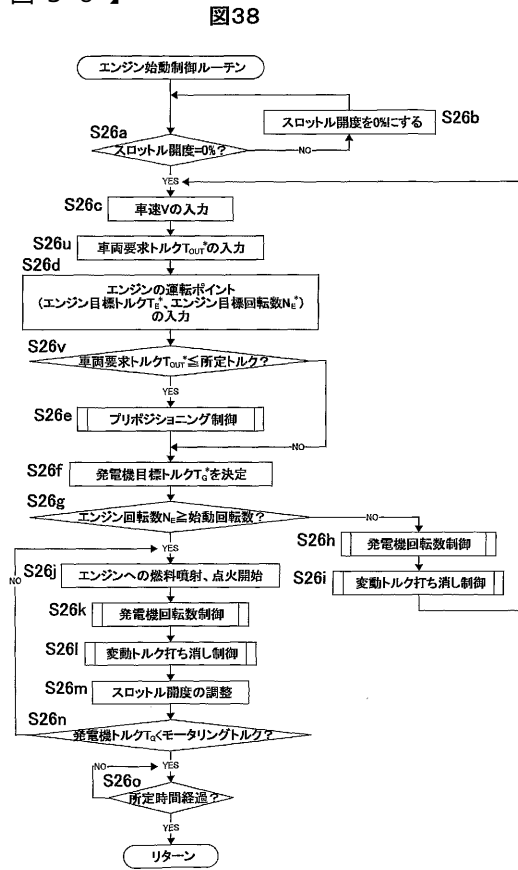 図38
エンジン始動制御ルーテン
スロットル開度を0%にする
S26b
S26a
スロットル開度=0%?
NO
YES
S26c
車速Vの入力
S26u
車両要求トルクTOUT*の入力
S26d
エンジンの運転ポイント
(エンジン目標トルクTE*、エンジン目標回転数NE*)
の入力
S26v
車両要求トルクTOUT*≦所定トルク?
YES
S26e
プリポジショニング制御
NO
S26f
発電機目標トルクTG*を決定
S26g
エンジン回転数NE≧始動回転数?
NO
S26h
発電機回転数制御
S26i
変動トルク打ち消し制御
YES
NO
S26j
エンジンへの燃料噴射、点火開始
S26k
発電機回転数制御
S26l
変動トルク打ち消し制御
S26m
スロットル開度の調整
S26n
発電機トルクTG<モータリングトルク?
NO
YES
S26o
所定時間経過?
YES
リターン